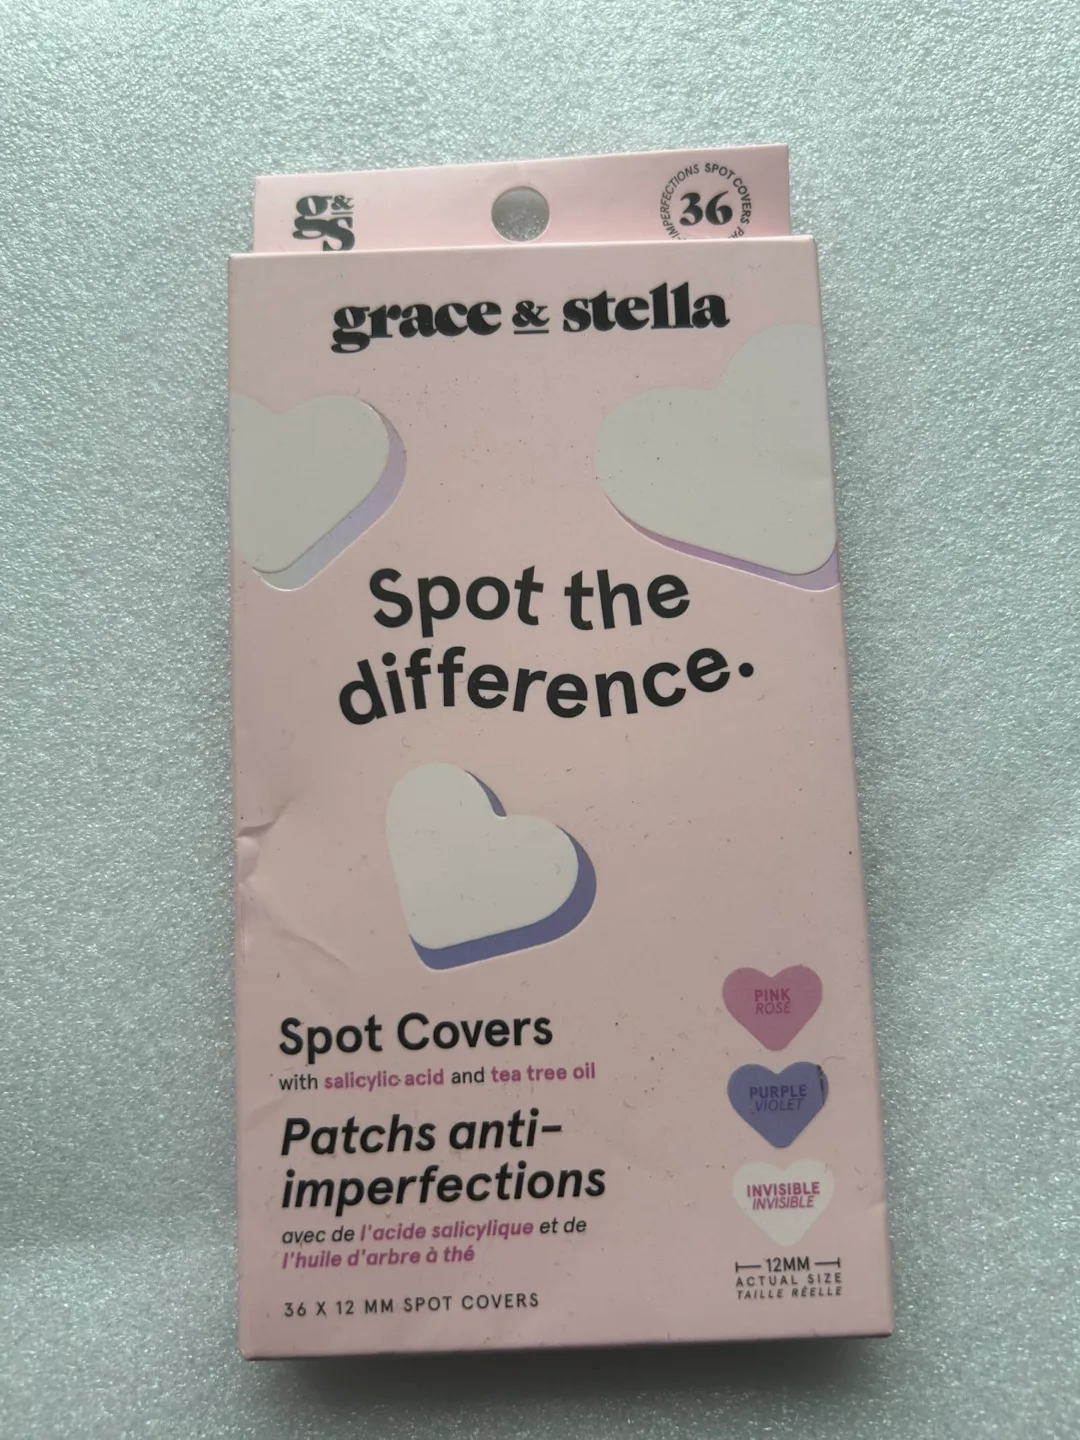 g&s
IMPERFECTIONS SPOT COVERS
36
grace & stella
Spot the
difference.
PINK
ROSE
PURPLE
VIOLET
INVISIBLE
INVISIBLE
12MM
ACTUAL SIZE
TAILLE RÉELLE
Spot Covers
with salicylic acid and tea tree oil
Patchs anti-
imperfections
avec de l'acide salicylique et de
l'huile d'arbre à thé
36 X 12 MM SPOT COVERS